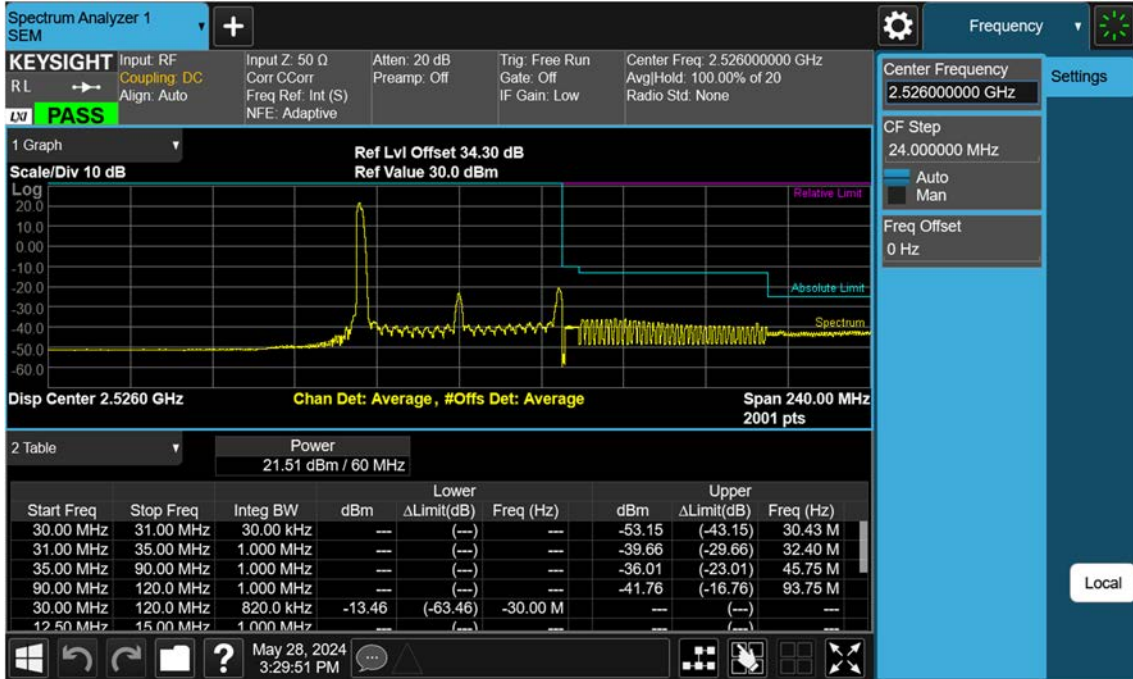 Spectrum Analyzer 1
SEM
Frequency
KEYSIGHT Input: RF Input Z: 50 Ω Atten: 20 dB Trig: Free Run Center Freq: 2.526000000 GHz
R L Coupling: DC Corr CCorr Preamp: Off Gate: Off Avg|Hold: 100.00% of 20
Align: Auto Freq Ref: Int (S) IF Gain: Low Radio Std: None
LXI PASS NFE: Adaptive
Center Frequency
2.526000000 GHz
Settings
CF Step
24.000000 MHz
Auto
Man
Freq Offset
0 Hz
Local
1 Graph
Ref Lvl Offset 34.30 dB
Scale/Div 10 dB Ref Value 30.0 dBm
Log
Relative Limit
20.0
10.0
0.00
-10.0
-20.0
Absolute Limit
-30.0
Spectrum
-40.0
-50.0
-60.0
Disp Center 2.5260 GHz Chan Det: Average , #Offs Det: Average Span 240.00 MHz
2001 pts
2 Table
Power
21.51 dBm / 60 MHz
Lower Upper
Start Freq Stop Freq Integ BW dBm ΔLimit(dB) Freq (Hz) dBm ΔLimit(dB) Freq (Hz)
30.00 MHz 31.00 MHz 30.00 kHz --- (---) --- -53.15 (-43.15) 30.43 M
31.00 MHz 35.00 MHz 1.000 MHz --- (---) --- -39.66 (-29.66) 32.40 M
35.00 MHz 90.00 MHz 1.000 MHz --- (---) --- -36.01 (-23.01) 45.75 M
90.00 MHz 120.0 MHz 1.000 MHz --- (---) --- -41.76 (-16.76) 93.75 M
30.00 MHz 120.0 MHz 820.0 kHz -13.46 (-63.46) -30.00 M --- (---) ---
12.50 MHz 15.00 MHz 1.000 MHz --- (---) --- --- (---) ---
May 28, 2024
3:29:51 PM